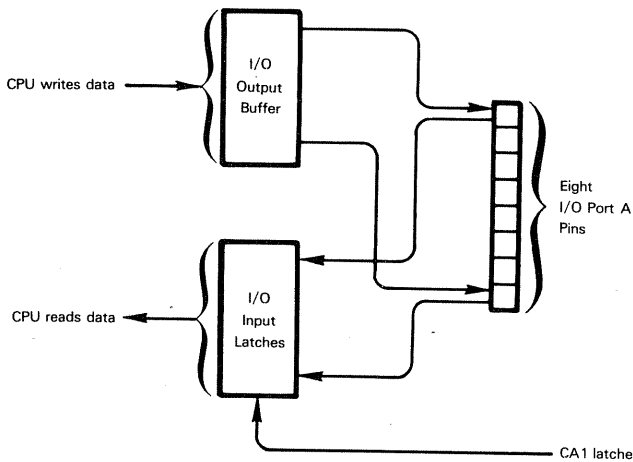 I/O
Output
Buffer
CPU writes data
Eight
I/O Port A
Pins
I/O
Input
Latches
CPU reads data
CA1 latche